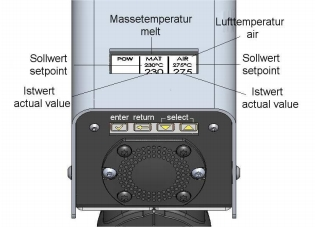 Massetemperatur
melt
Lufttemperatur
air
Sollwert
setpoint
POW MAT AIR
230°C 275°C
230 275
Sollwert
setpoint
Istwert
actual value
Istwert
actual value
enter return select